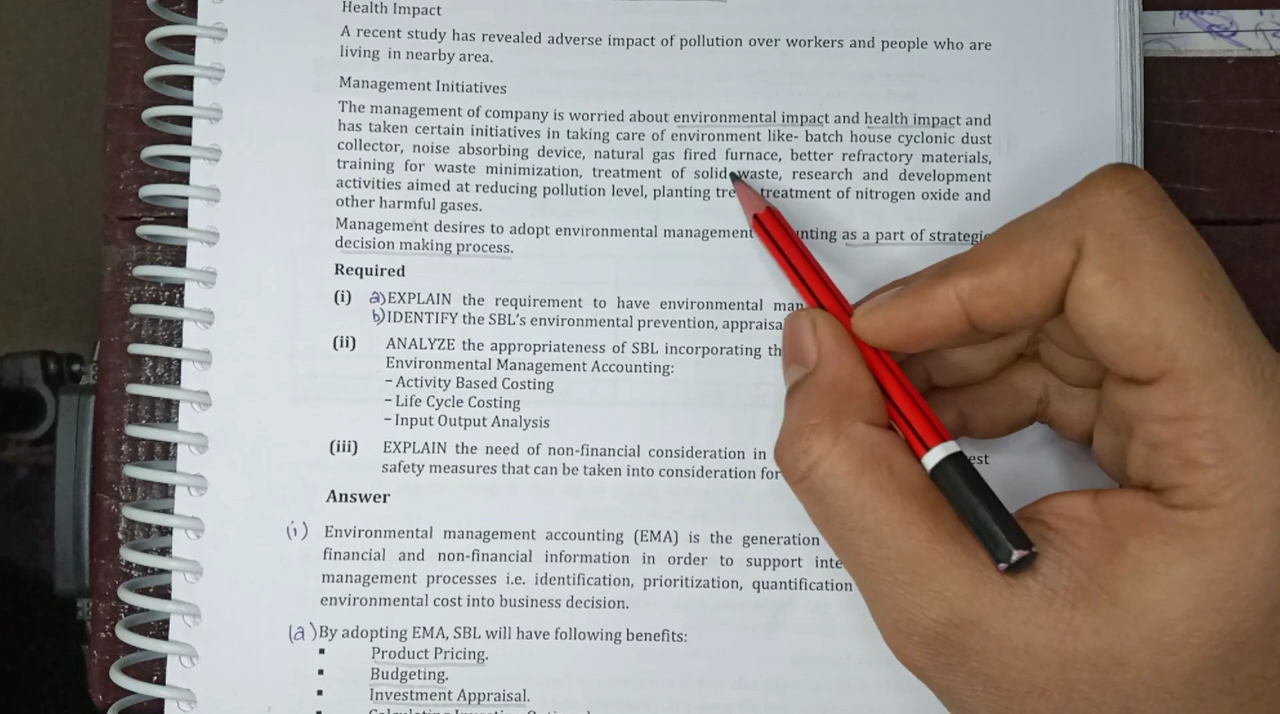 Health Impact
A recent study has revealed adverse impact of pollution over workers and people who are
living in nearby area.
Management Initiatives
The management of company is worried about environmental impact and health impact and
has taken certain initiatives in taking care of environment like- batch house cyclonic dust
collector, noise absorbing device, natural gas fired furnace, better refractory materials,
training for waste minimization, treatment of solid waste, research and development
activities aimed at reducing pollution level, planting treatment of nitrogen oxide and
other harmful gases.
Management desires to adopt environmental management as a part of strategic
decision making process.
Required
(i) a) EXPLAIN the requirement to have environmental
b) IDENTIFY the SBL's environmental prevention,
(ii) ANALYZE the appropriateness of SBL incorporating
Environmental Management Accounting:
– Activity Based Costing
– Life Cycle Costing
– Input Output Analysis
(iii) EXPLAIN the need of non-financial consideration in
safety measures that can be taken into consideration for
Answer
(i) Environmental management accounting (EMA) is the generation
financial and non-financial information in order to support
management processes i.e. identification, prioritization, quantification
environmental cost into business decision.
(a) By adopting EMA, SBL will have following benefits:
▪ Product Pricing.
▪ Budgeting.
▪ Investment Appraisal.